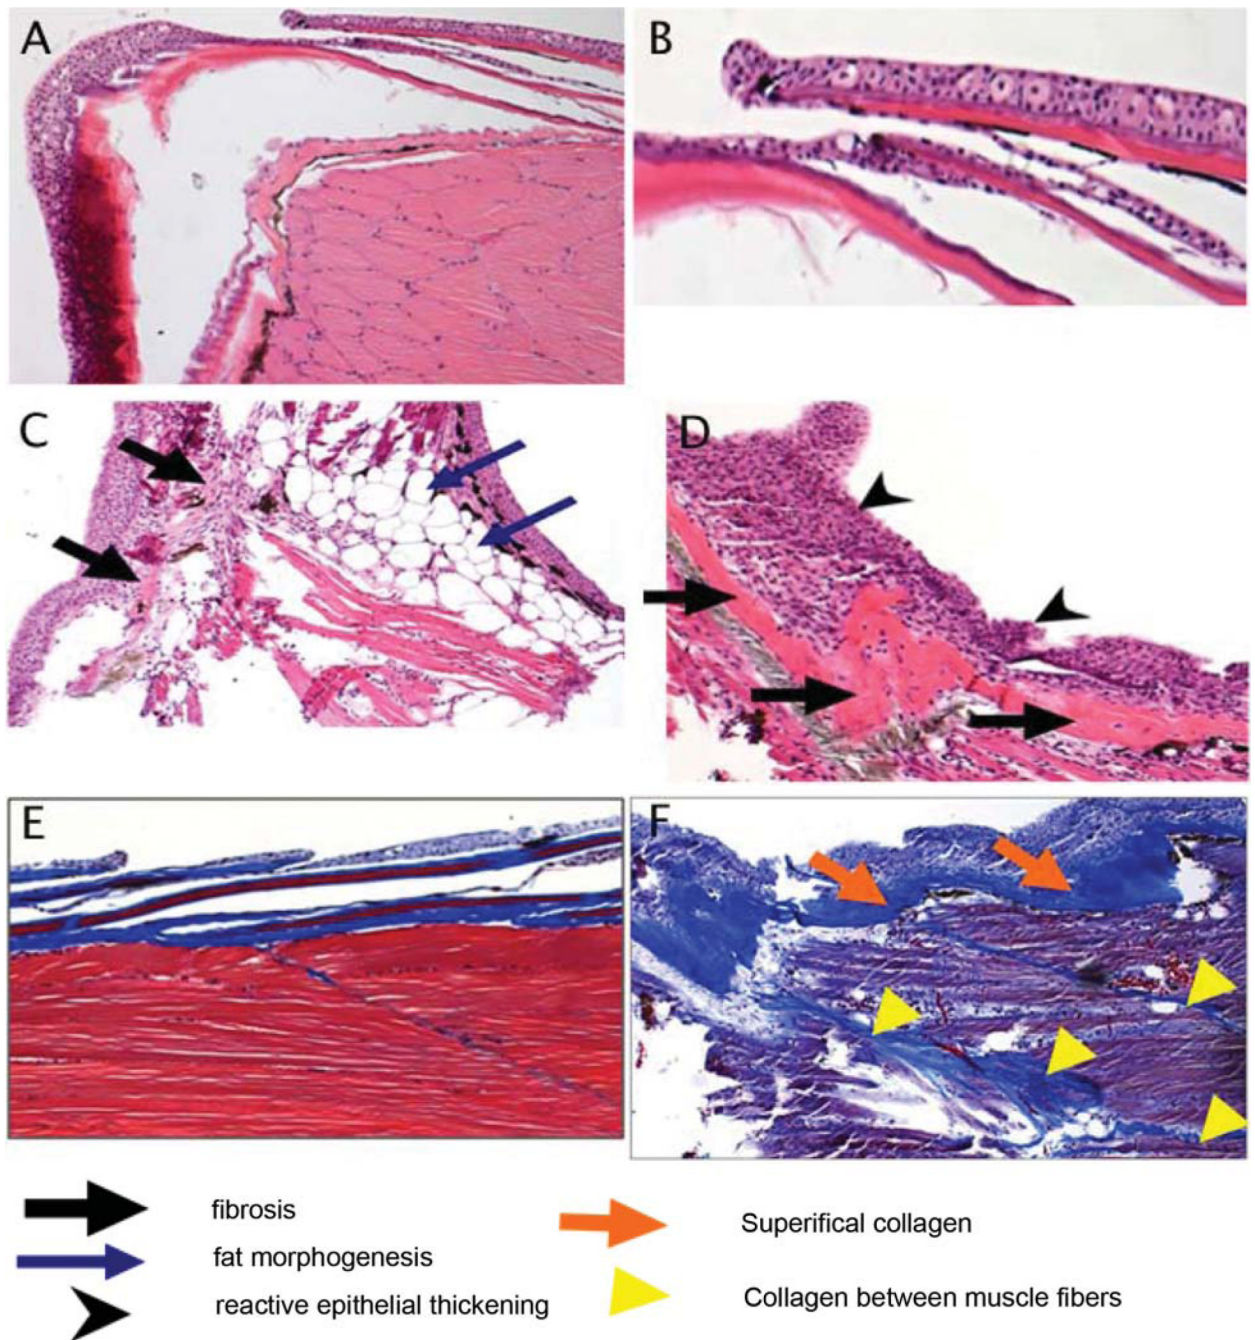 A
B
C
D
E
F
fibrosis
fat morphogenesis
reactive epithelial thickening
Superifical collagen
Collagen between muscle fibers